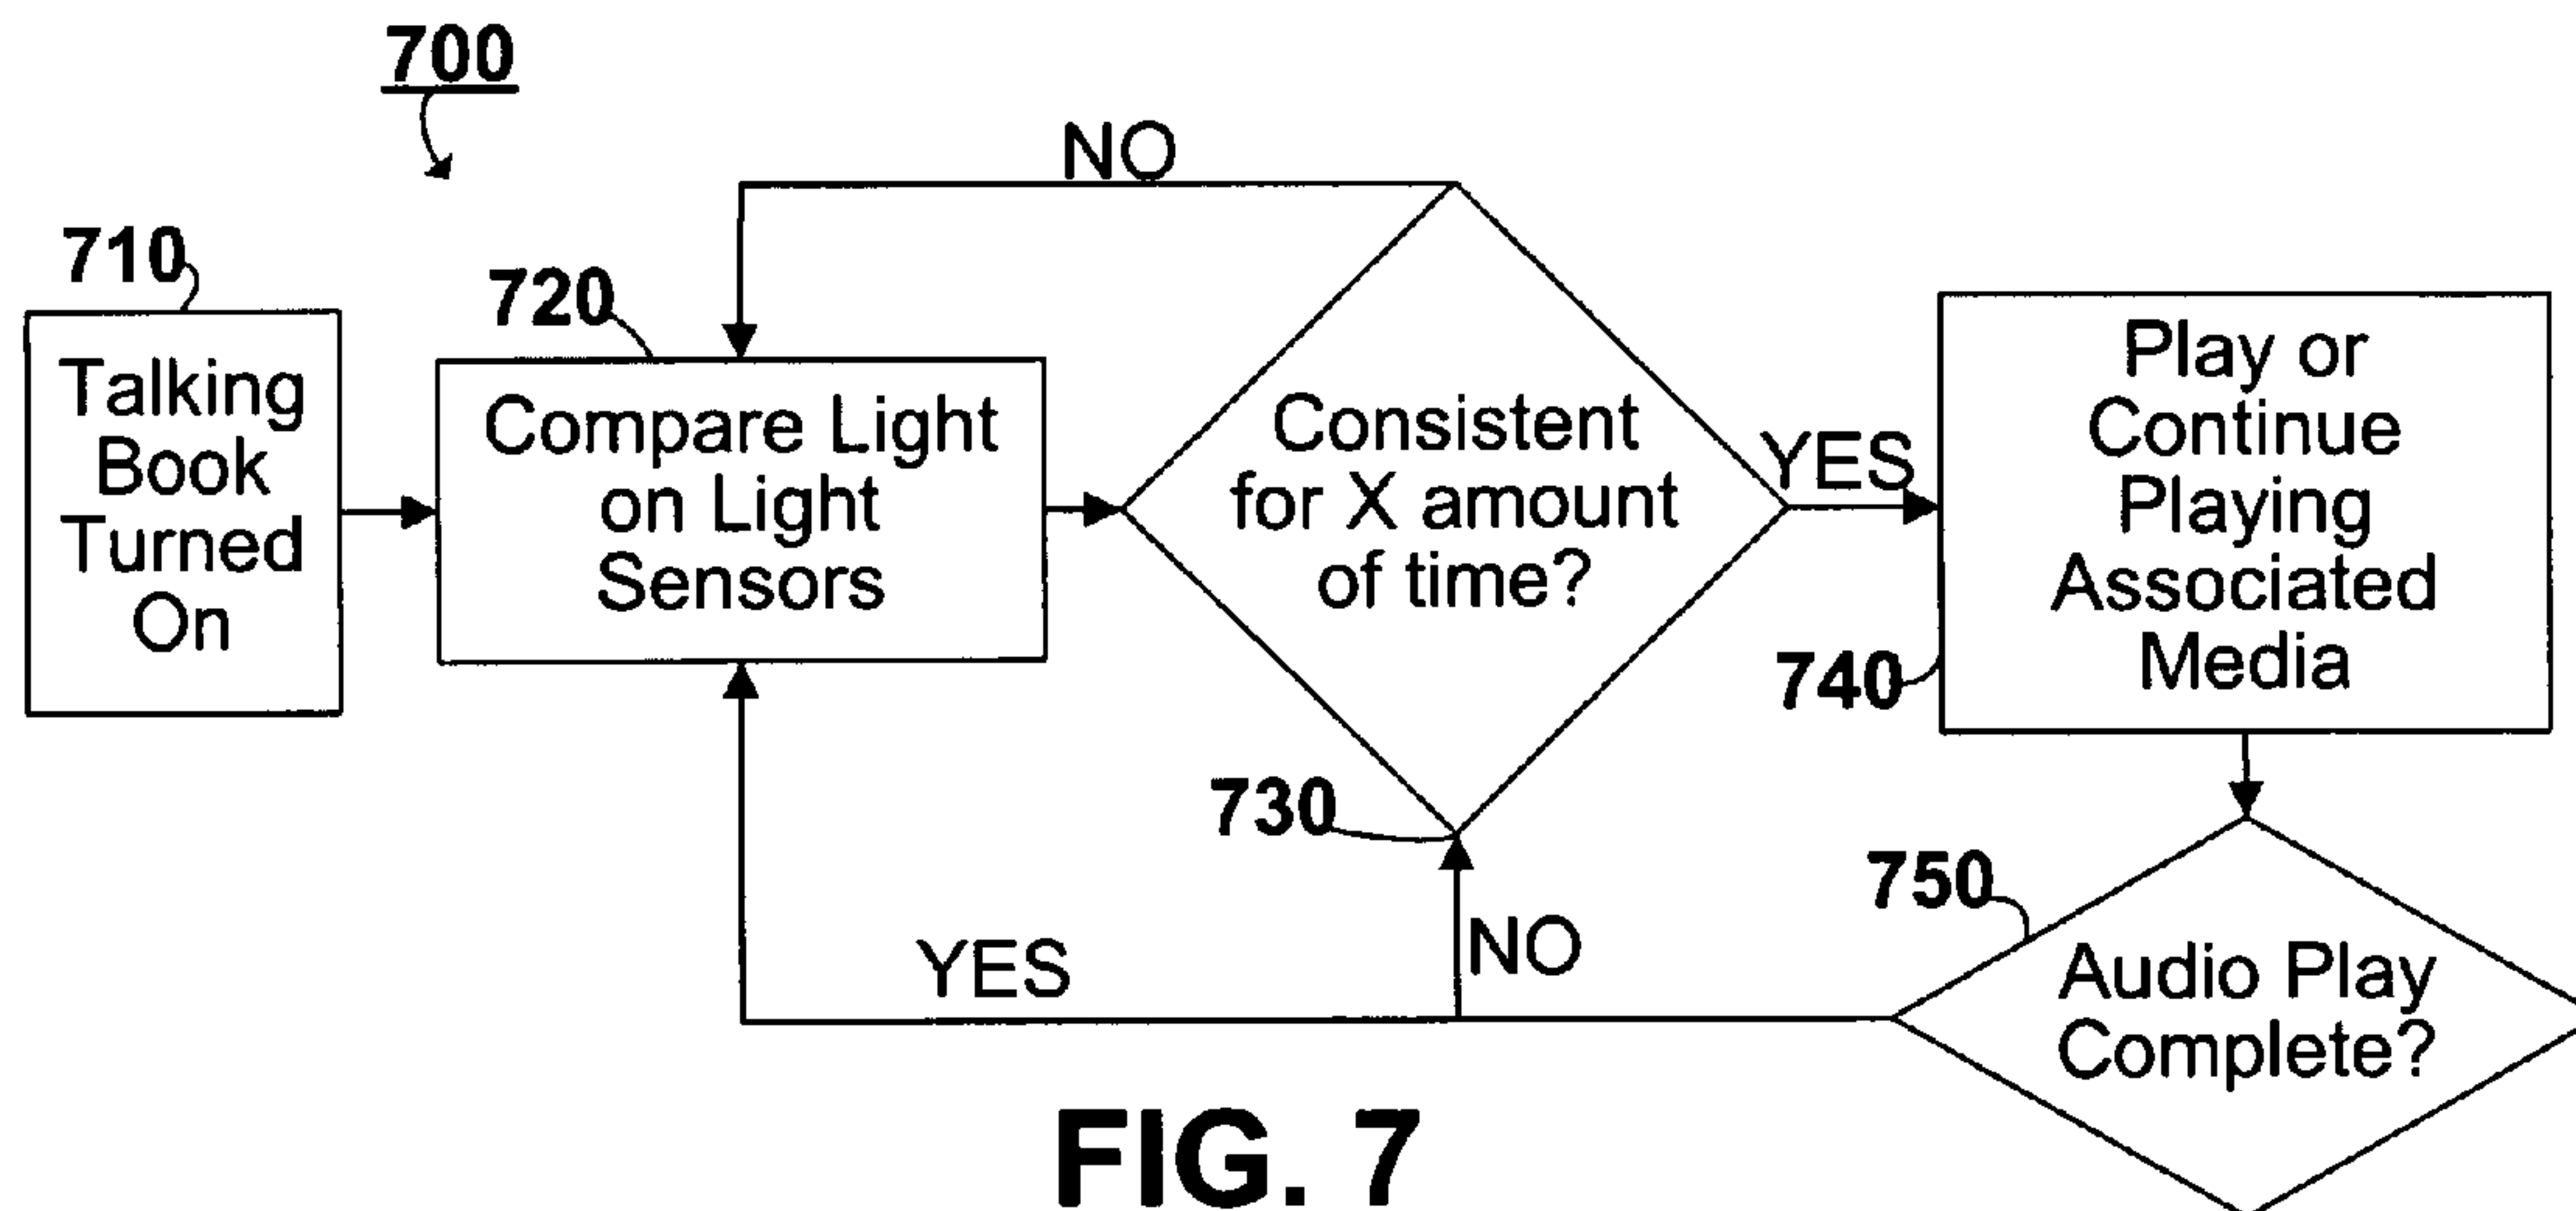 700
NO
710
720
Talking
Book
Turned
On
Compare Light
on Light
Sensors
Consistent
for X amount
of time?
YES
Play or
Continue
Playing
Associated
Media
740
730
750
YES
NO
Audio Play
Complete?
FIG. 7